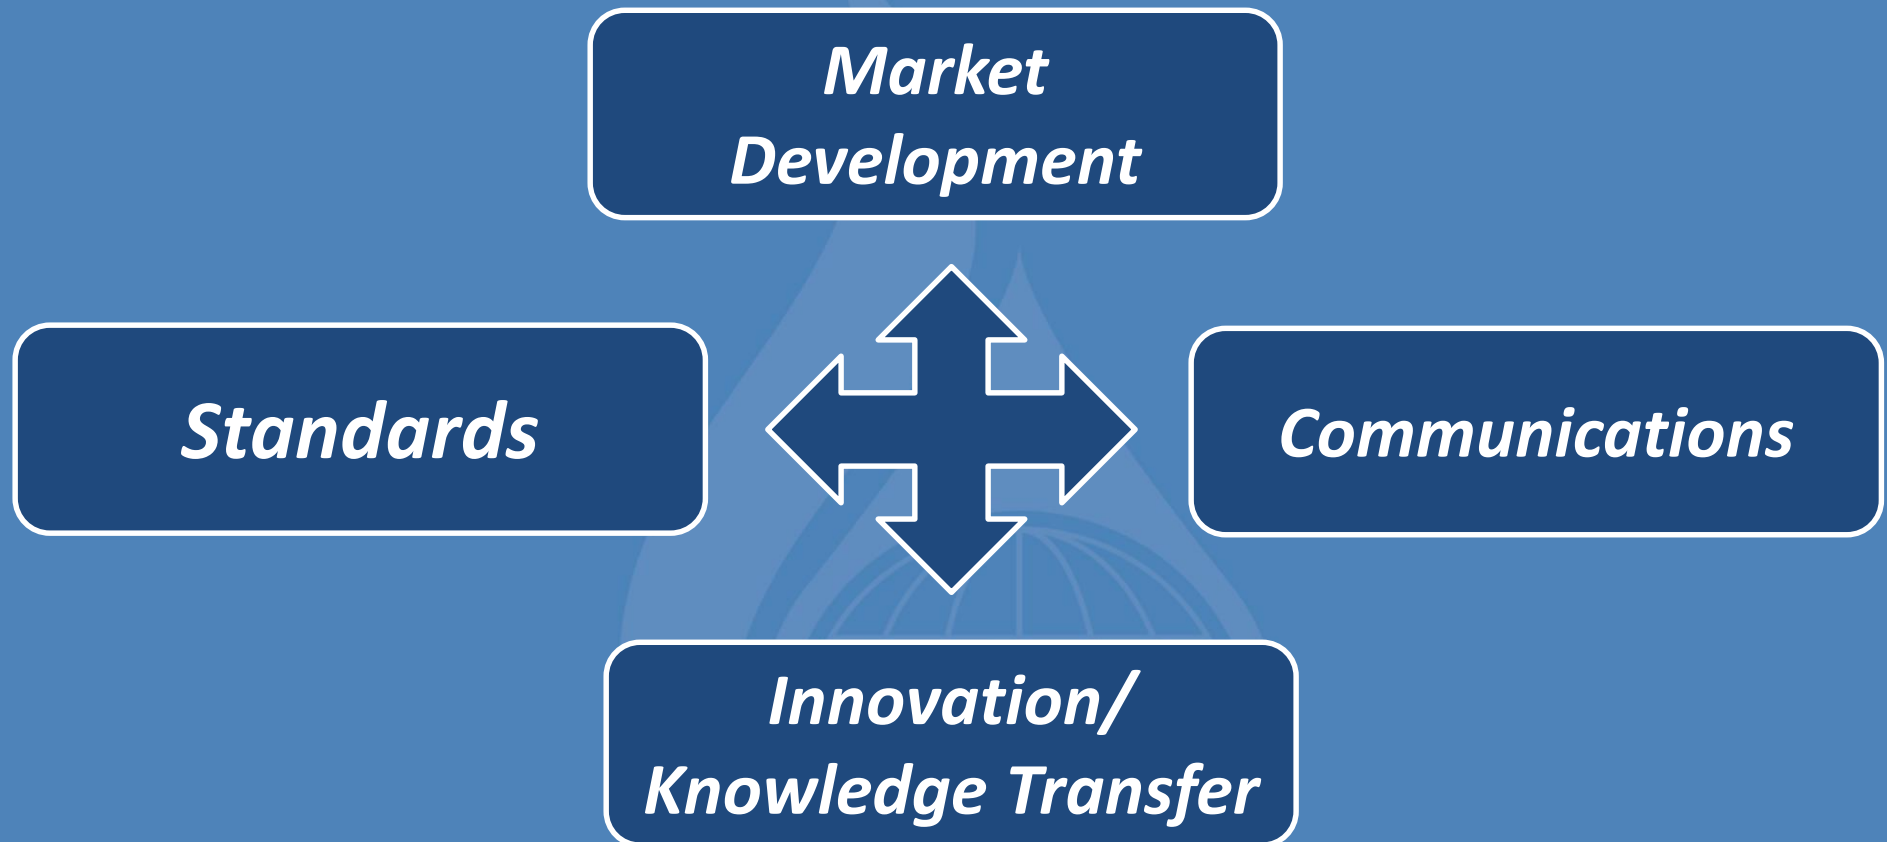 Market
Development
Standards
Communications
Innovation/
Knowledge Transfer